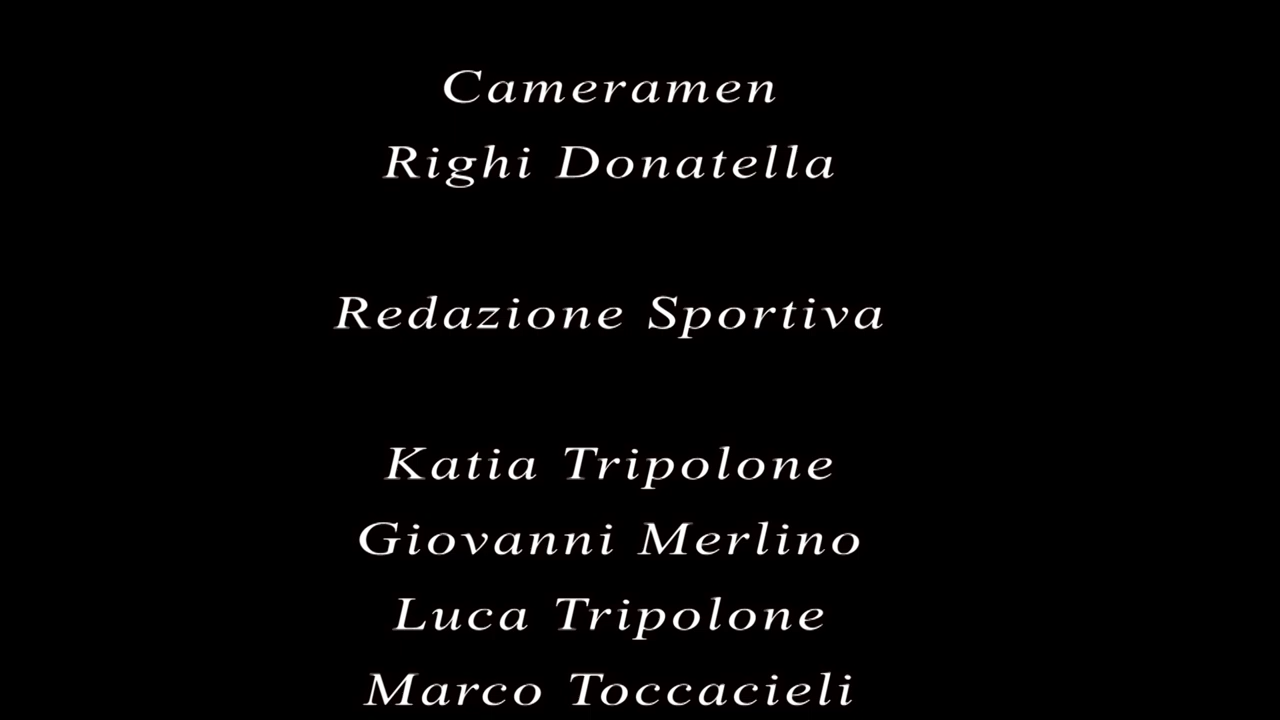 Cameramen
Righi Donatella
Redazione Sportiva
Katia Tripolone
Giovanni Merlino
Luca Tripolone
Marco Toccacieli